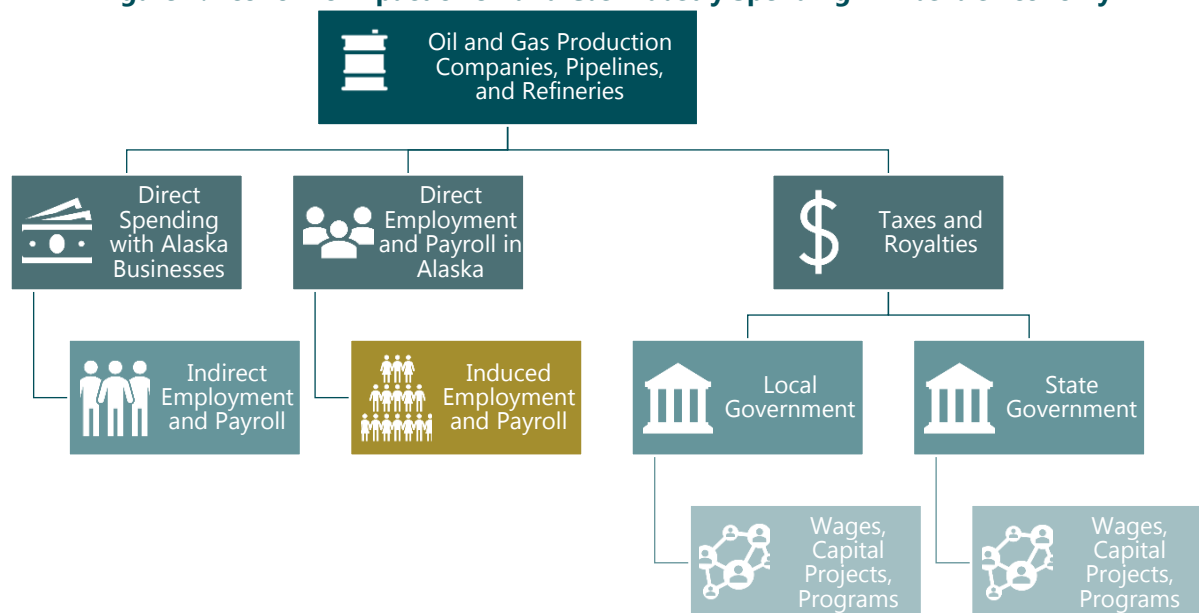 Oil and Gas Production
Companies, Pipelines,
and Refineries
Direct
Spending
with Alaska
Businesses
Direct
Employment
and Payroll in
Alaska
Taxes and
Royalties
Indirect
Employment
and Payroll
Induced
Employment
and Payroll
Local
Government
State
Government
Wages,
Capital
Projects,
Programs
Wages,
Capital
Projects,
Programs